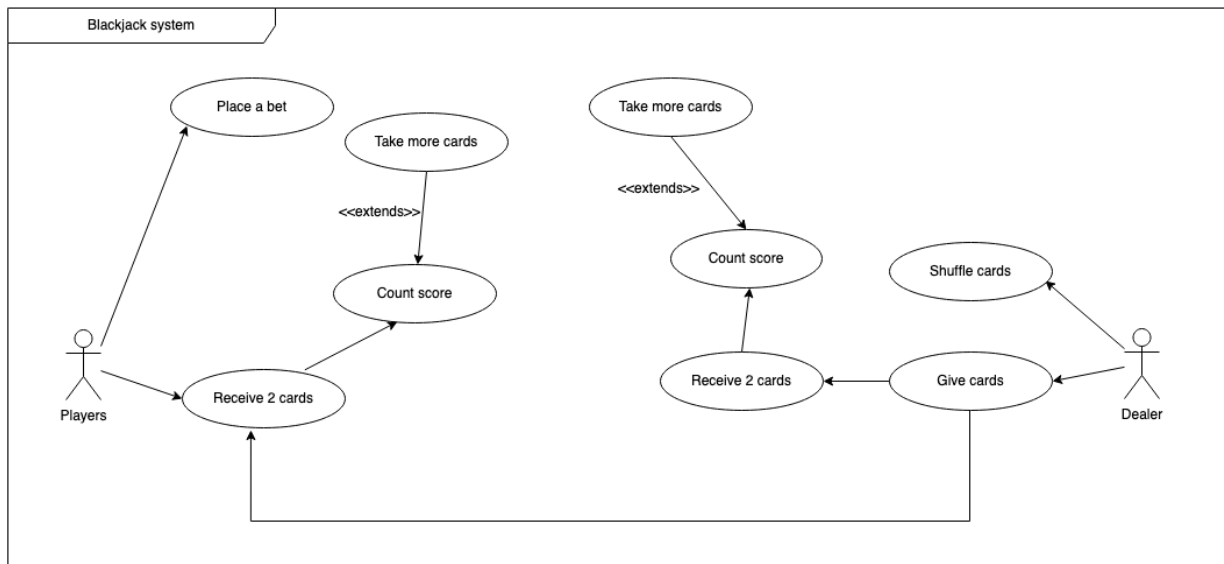 Blackjack system
Place a bet
Take more cards
Take more cards
<<extends>>
<<extends>>
Count score
Shuffle cards
Count score
Receive 2 cards
Give cards
Receive 2 cards
Players
Dealer